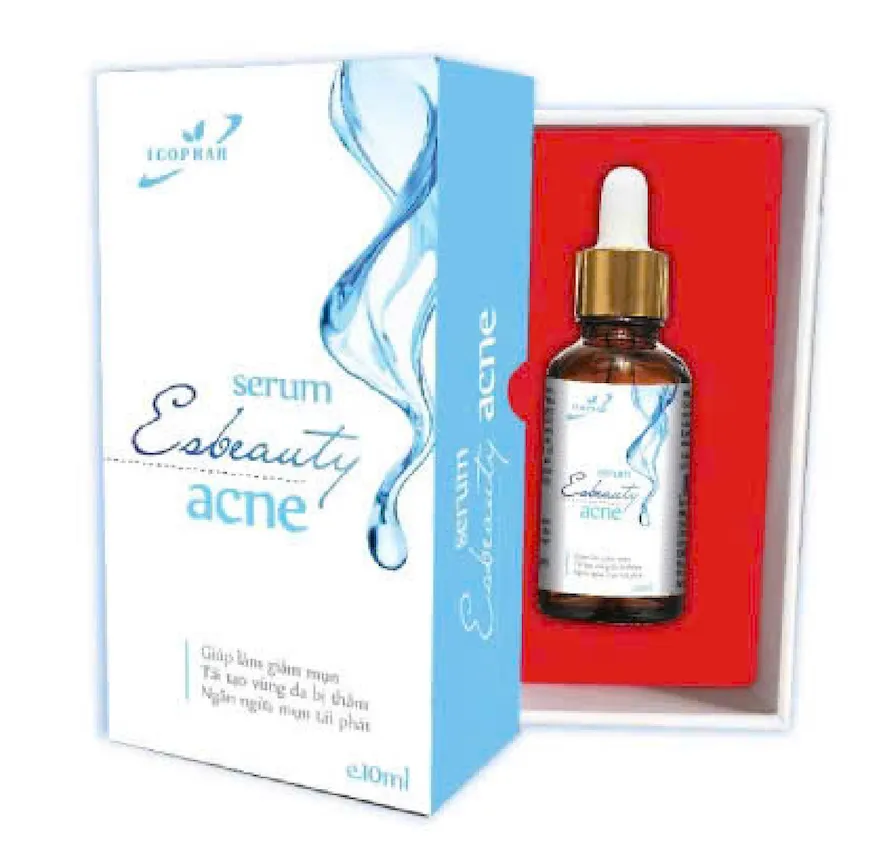 ICOPHAR
serum
Esbeauty
acne
Giúp làm giảm mụn
Tái tạo vùng da bị thâm
Ngăn ngừa mụn tái phát
e.10ml
serum
Esbeauty
acne
serum
Esbeauty
acne